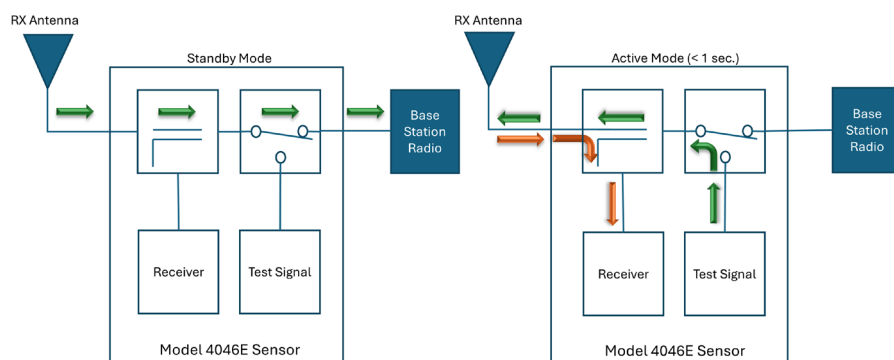 RX Antenna
Standby Mode
Base
Station
Radio
Receiver
Test Signal
Model 4046E Sensor
RX Antenna
Active Mode (< 1 sec.)
Base
Station
Radio
Receiver
Test Signal
Model 4046E Sensor